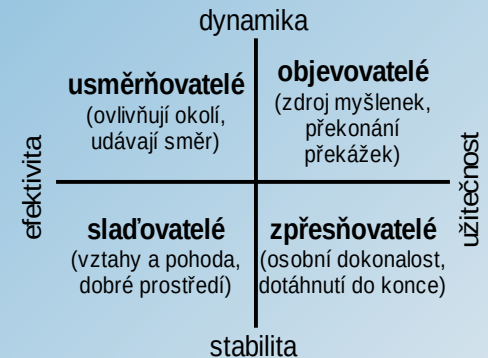 dynamika
usměrňovatelé
(ovlivňují okolí,
udávají směr)
objevovatelé
(zdroj myšlenek,
překonání
překážek)
efektivita
užitečnost
slaďovatelé
(vztahy a pohoda,
dobré prostředí)
zpřesňovatelé
(osobní dokonalost,
dotáhnutí do konce)
stabilita